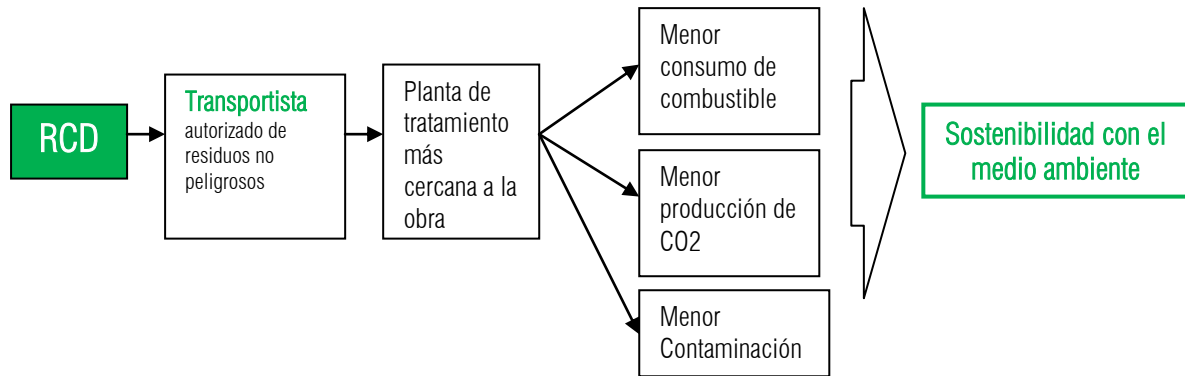 RCD
Transportista
autorizado de
residuos no
peligrosos
Planta de
tratamiento
más
cercana a la
obra
Menor
consumo de
combustible
Menor
producción de
CO2
Menor
Contaminación
Sostenibilidad con el
medio ambiente